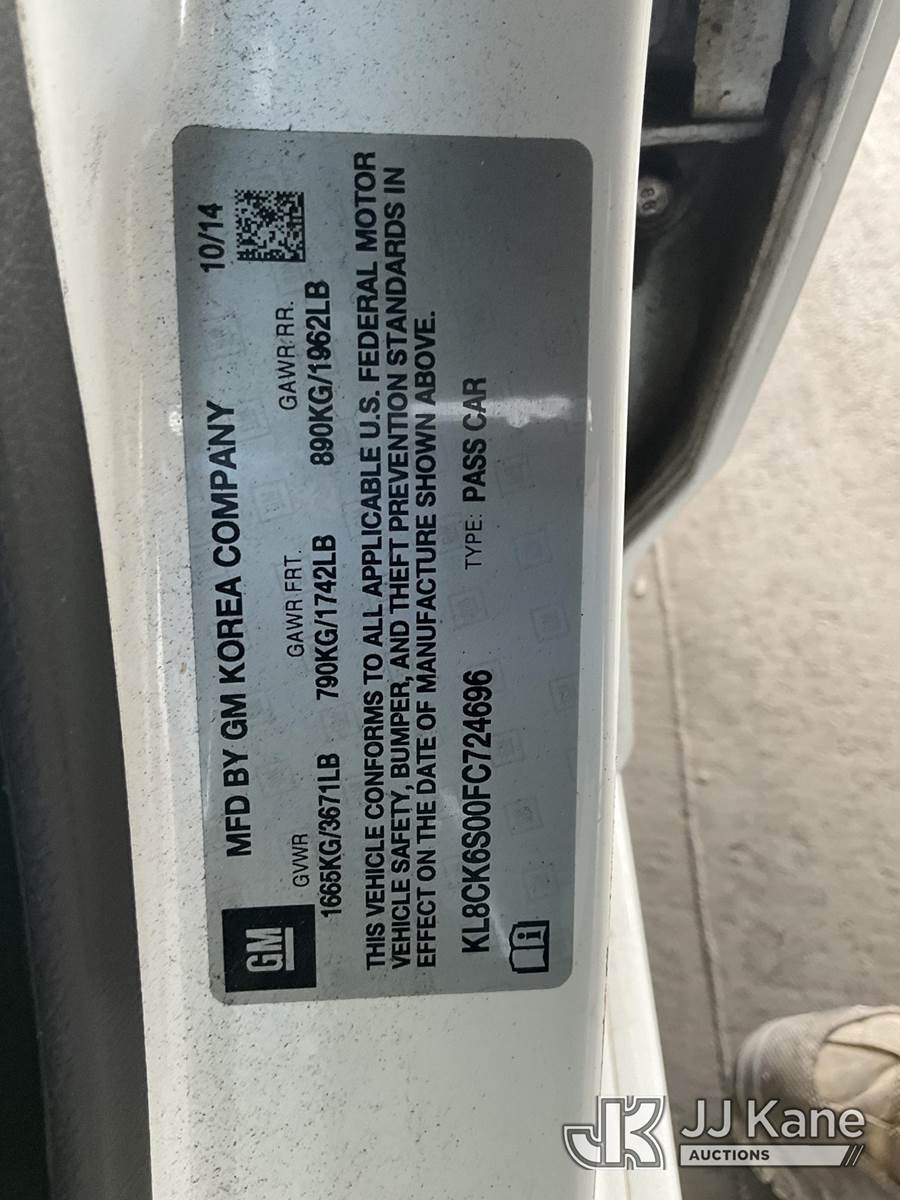 GM
MFD BY GM KOREA COMPANY 10/14
GVWR GAWR FRT. GAWR RR.
1665KG/3671LB 790KG/1742LB 890KG/1962LB
THIS VEHICLE CONFORMS TO ALL APPLICABLE U.S. FEDERAL MOTOR
VEHICLE SAFETY, BUMPER, AND THEFT PREVENTION STANDARDS IN
EFFECT ON THE DATE OF MANUFACTURE SHOWN ABOVE.
KL8CK6S00FC724696 TYPE: PASS CAR
JK JJ Kane
AUCTIONS